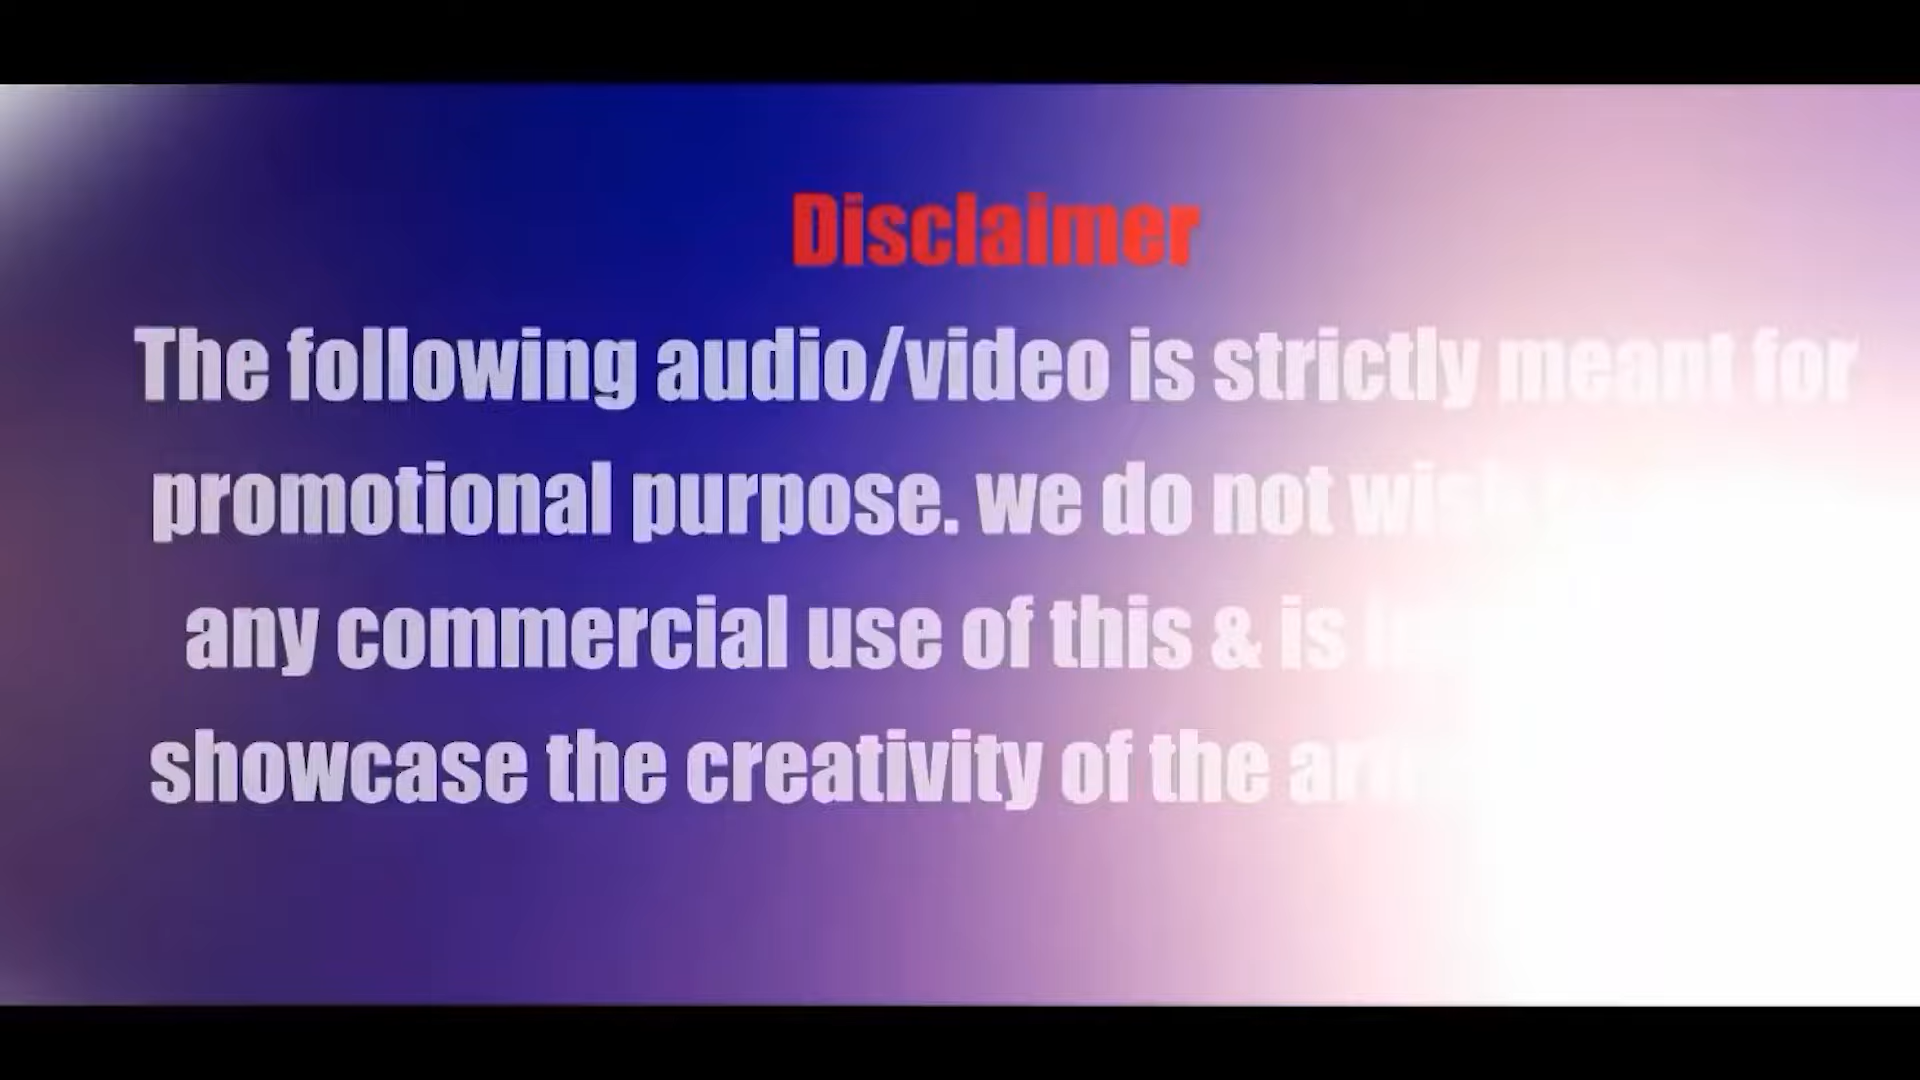 Disclaimer
The following audio/video is strictly meant for
promotional purpose. we do not wish
any commercial use of this & is
showcase the creativity of the